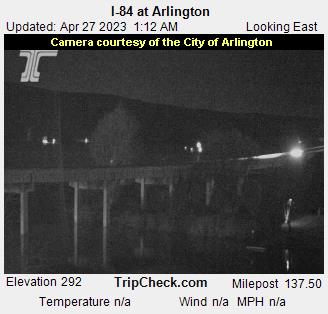 I-84 at Arlington
Updated: Apr 27 2023 1:12 AM Looking East
Camera courtesy of the City of Arlington
Elevation 292 TripCheck.com Milepost 137.50
Temperature n/a Wind n/a MPH n/a